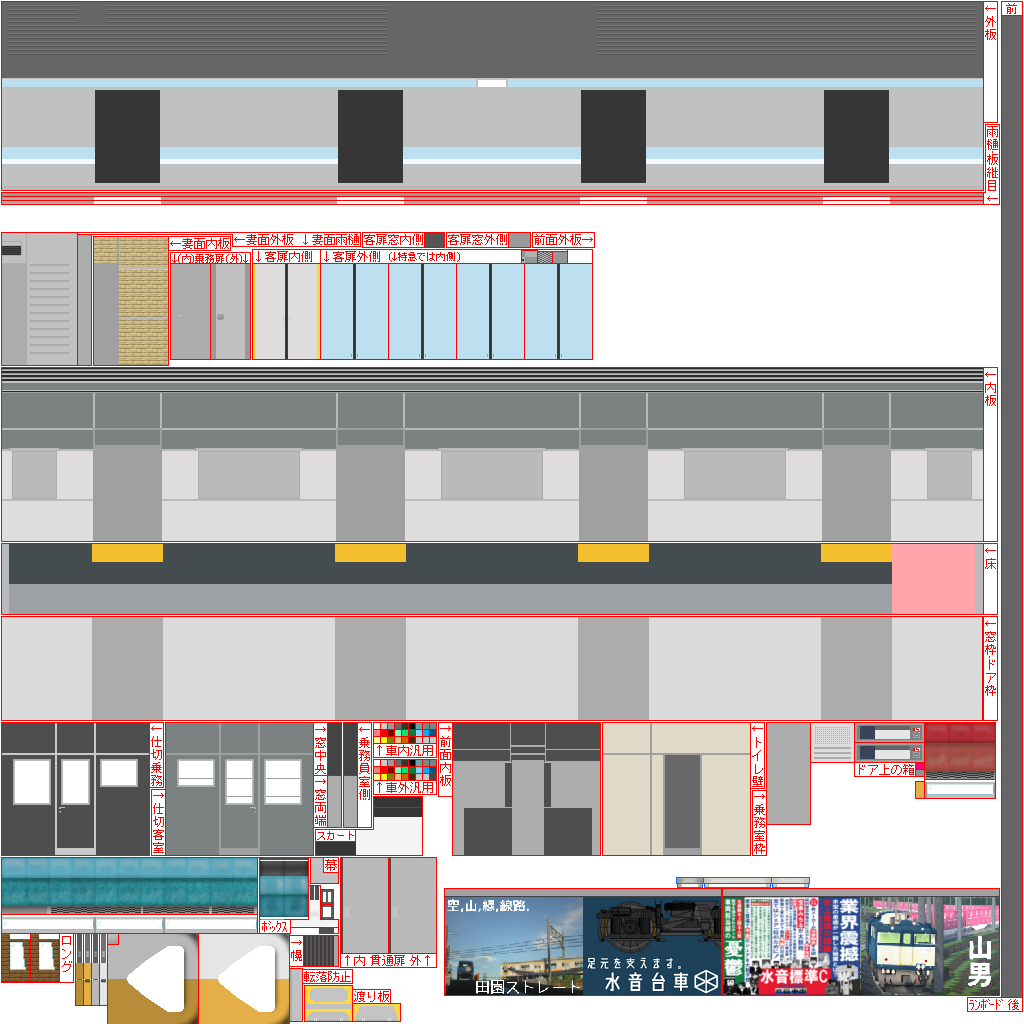 ←外板
前
雨樋・板継目←
←妻面内板
←妻面外板
↓妻面雨樋
客扉窓内側
客扉窓外側
前面外板→
↓(内)乗務扉(外)↓
↓客扉内側
↓客扉外側
(↓特急では内側)
←内板
←床
←窓枠・ドア枠
←仕切乗務
→仕切客室
→窓中央
→窓両端
←乗務員室側
↑車内汎用
↑車外汎用
→前面内板
←トイレ壁
→乗務室枠
ドア上の箱
スカート
幕
ボックス
ロング
→幌
↑内 貫通扉 外↑
転落防止
渡り板
空,山,緑,線路.
田園ストレート
足元を支えます。
水音台車
業界震撼
憂鬱
水音標準C
山男
ランボード 後